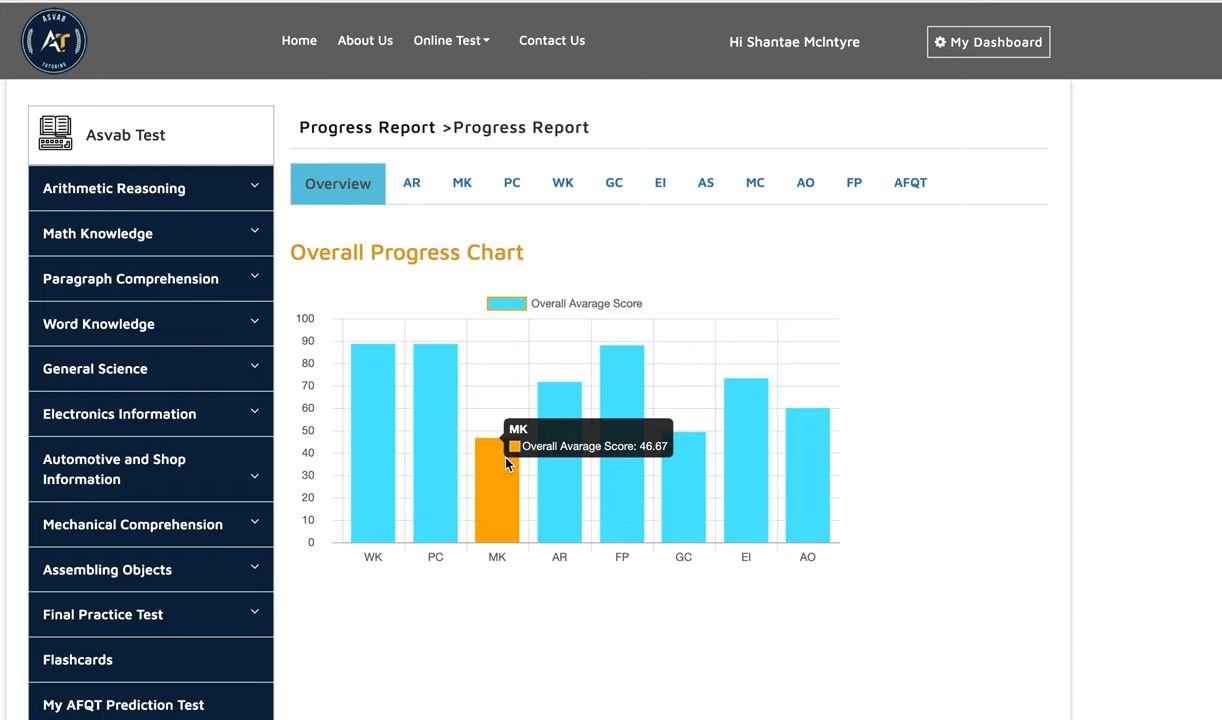 ASVAB
AT
TUTORING
Home
About Us
Online Test
Contact Us
Hi Shantae McIntyre
My Dashboard
Asvab Test
Arithmetic Reasoning
Math Knowledge
Paragraph Comprehension
Word Knowledge
General Science
Electronics Information
Automotive and Shop
Information
Mechanical Comprehension
Assembling Objects
Final Practice Test
Flashcards
My AFQT Prediction Test
Progress Report >Progress Report
Overview AR MK PC WK GC EI AS MC AO FP AFQT
Overall Progress Chart
Overall Avarage Score
100
90
80
70
60
50
40
30
20
10
0
MK
Overall Avarage Score: 46.67
WK PC MK AR FP GC EI AO